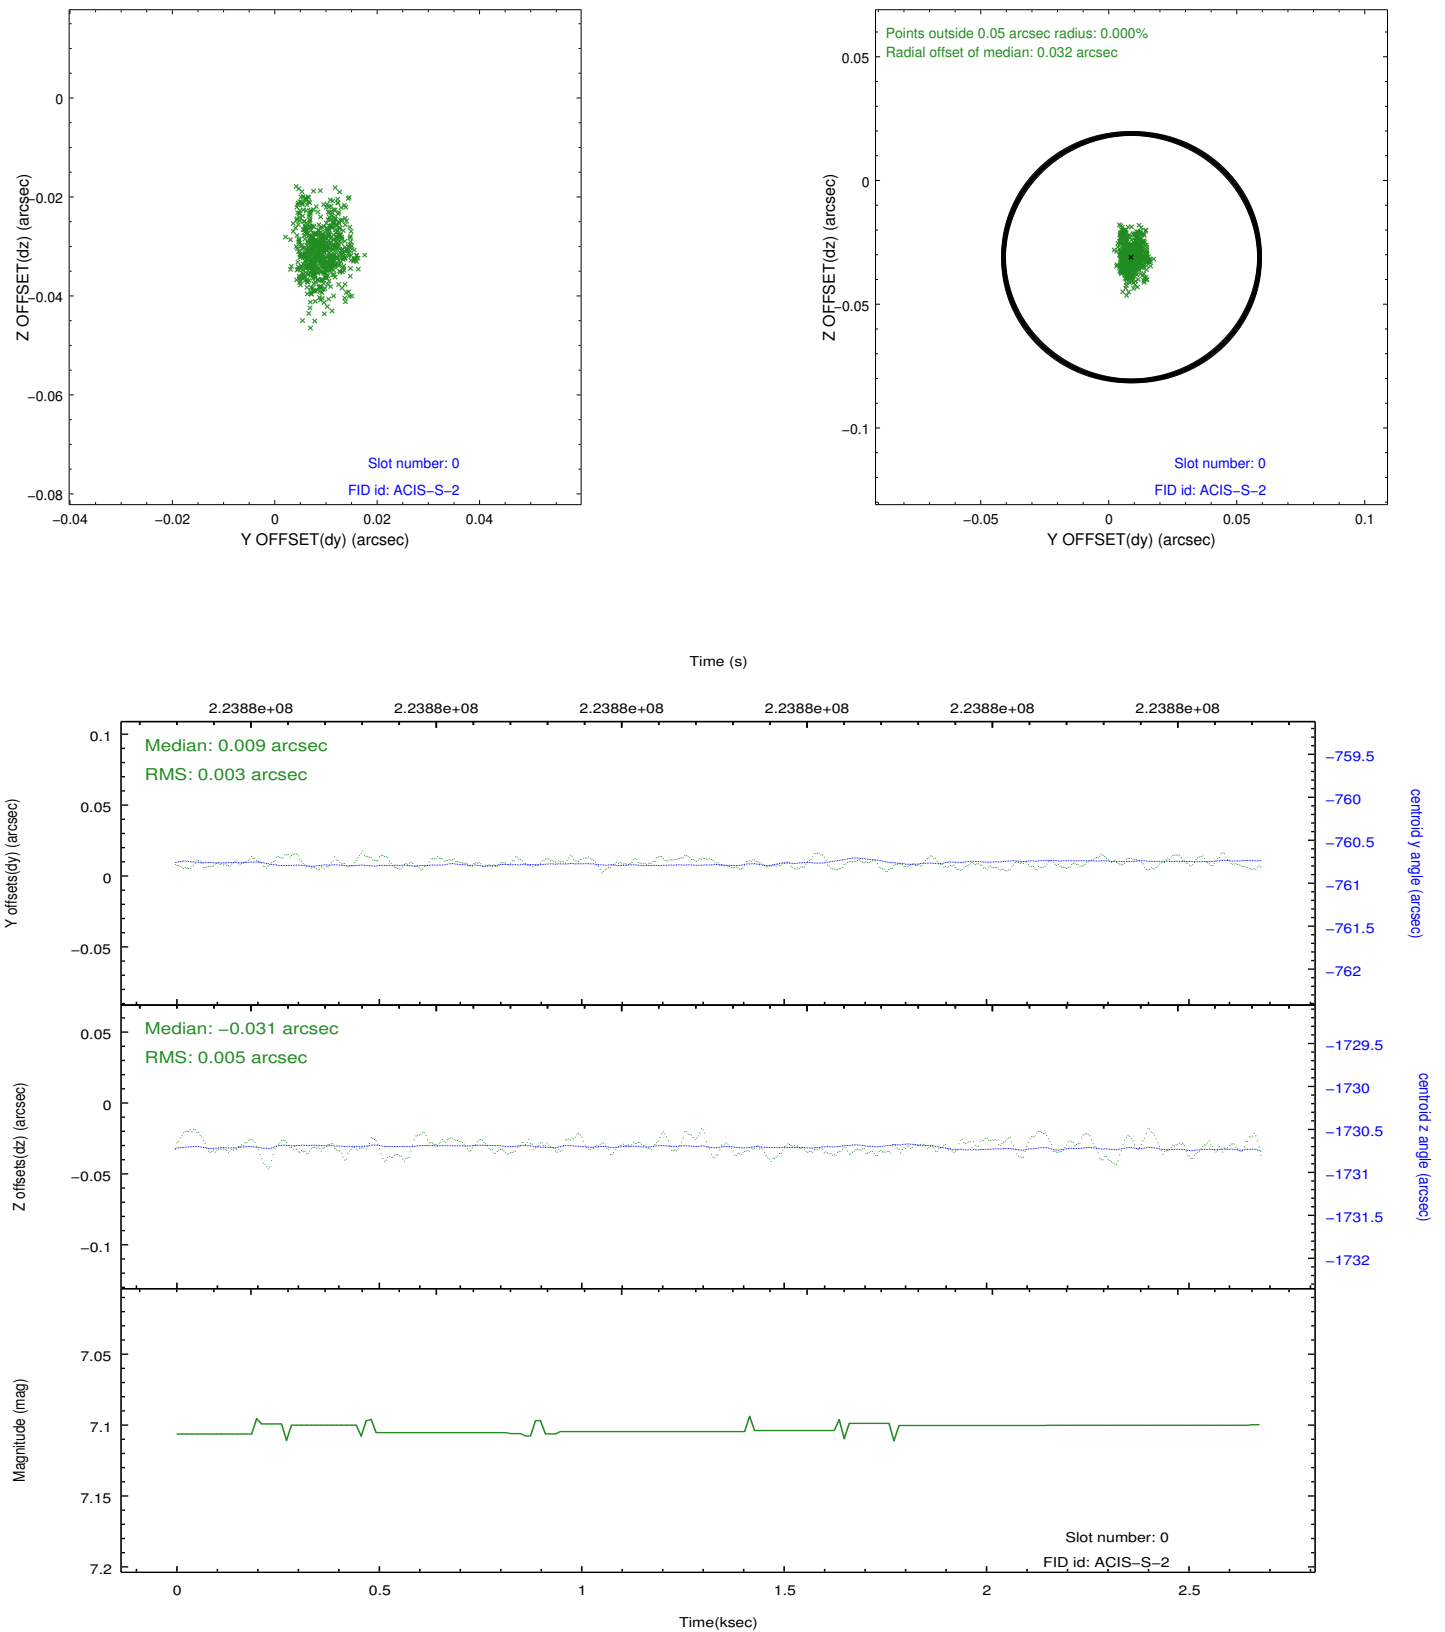 0
−0.02
−0.04
−0.06
−0.08
Z OFFSET(dz) (arcsec)
Slot number: 0
FID id: ACIS−S−2
−0.04
−0.02
0
0.02
0.04
Y OFFSET(dy) (arcsec)
Points outside 0.05 arcsec radius: 0.000%
Radial offset of median: 0.032 arcsec
0.05
0
−0.05
−0.1
Z OFFSET(dz) (arcsec)
Slot number: 0
FID id: ACIS−S−2
−0.05
0
0.05
0.1
Y OFFSET(dy) (arcsec)
Time (s)
2.2388e+08
2.2388e+08
2.2388e+08
2.2388e+08
2.2388e+08
2.2388e+08
Median: 0.009 arcsec
RMS: 0.003 arcsec
0.1
0.05
0
−0.05
Y offsets(dy) (arcsec)
−759.5
−760
−760.5
−761
−761.5
−762
centroid y angle (arcsec)
Median: −0.031 arcsec
RMS: 0.005 arcsec
0.05
0
−0.05
−0.1
Z offsets(dz) (arcsec)
−1729.5
−1730
−1730.5
−1731
−1731.5
−1732
centroid z angle (arcsec)
7.05
7.1
7.15
7.2
Magnitude (mag)
Slot number: 0
FID id: ACIS−S−2
0
0.5
1
1.5
2
2.5
Time(ksec)